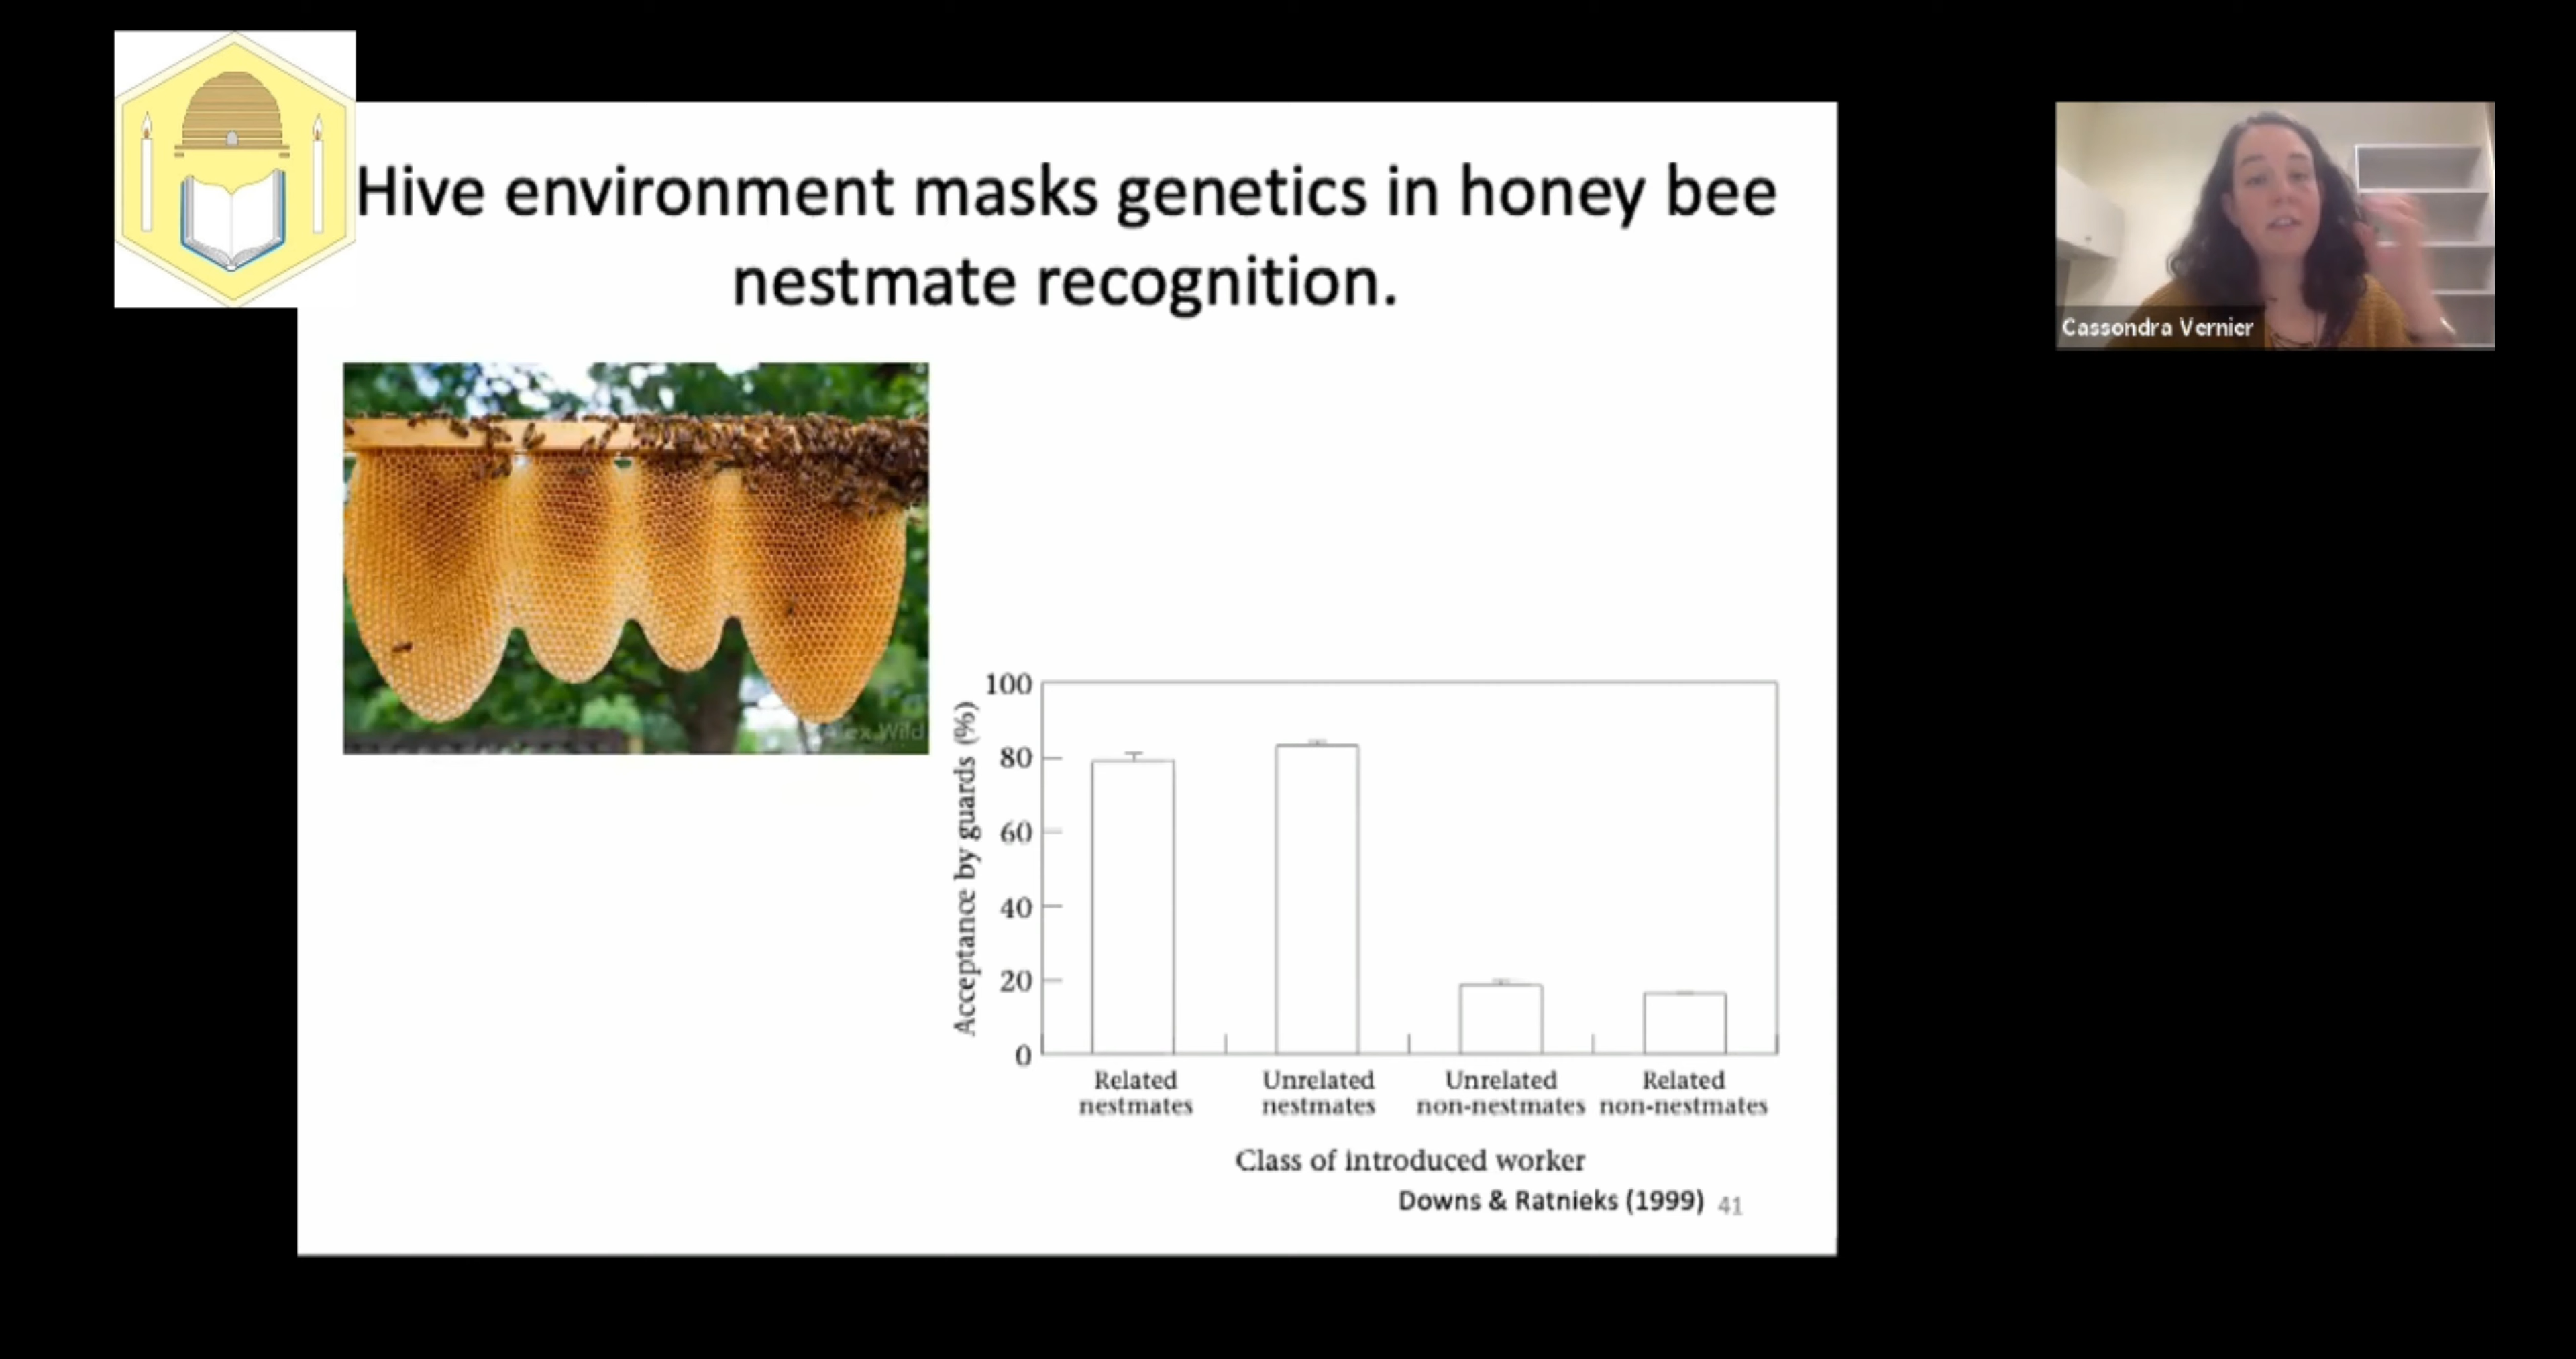 Hive environment masks genetics in honey bee
nestmate recognition.
Cassondra Vernier
100
80
60
40
20
0
Acceptance by guards (%)
Related
nestmates
Unrelated
nestmates
Unrelated
non-nestmates
Related
non-nestmates
Class of introduced worker
Downs & Ratnieks (1999)
41
Wild